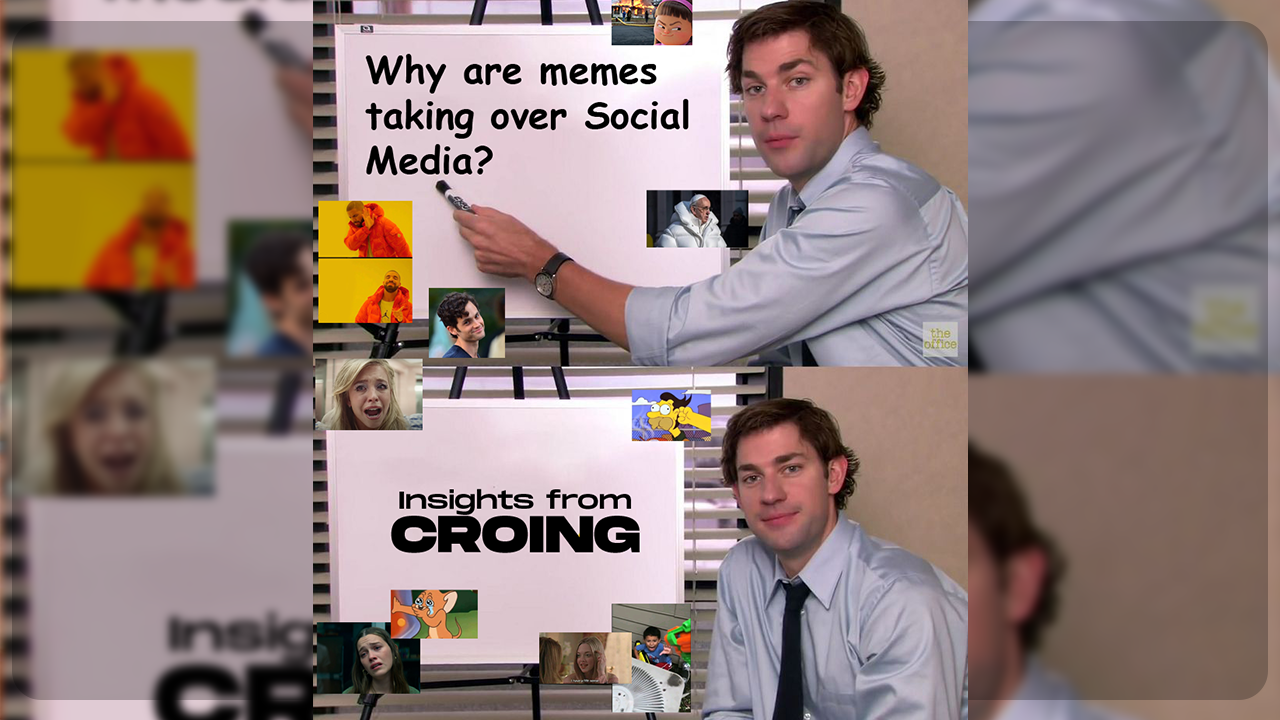 Why are memes
taking over Social
Media?
the
office
Insights from
CROING